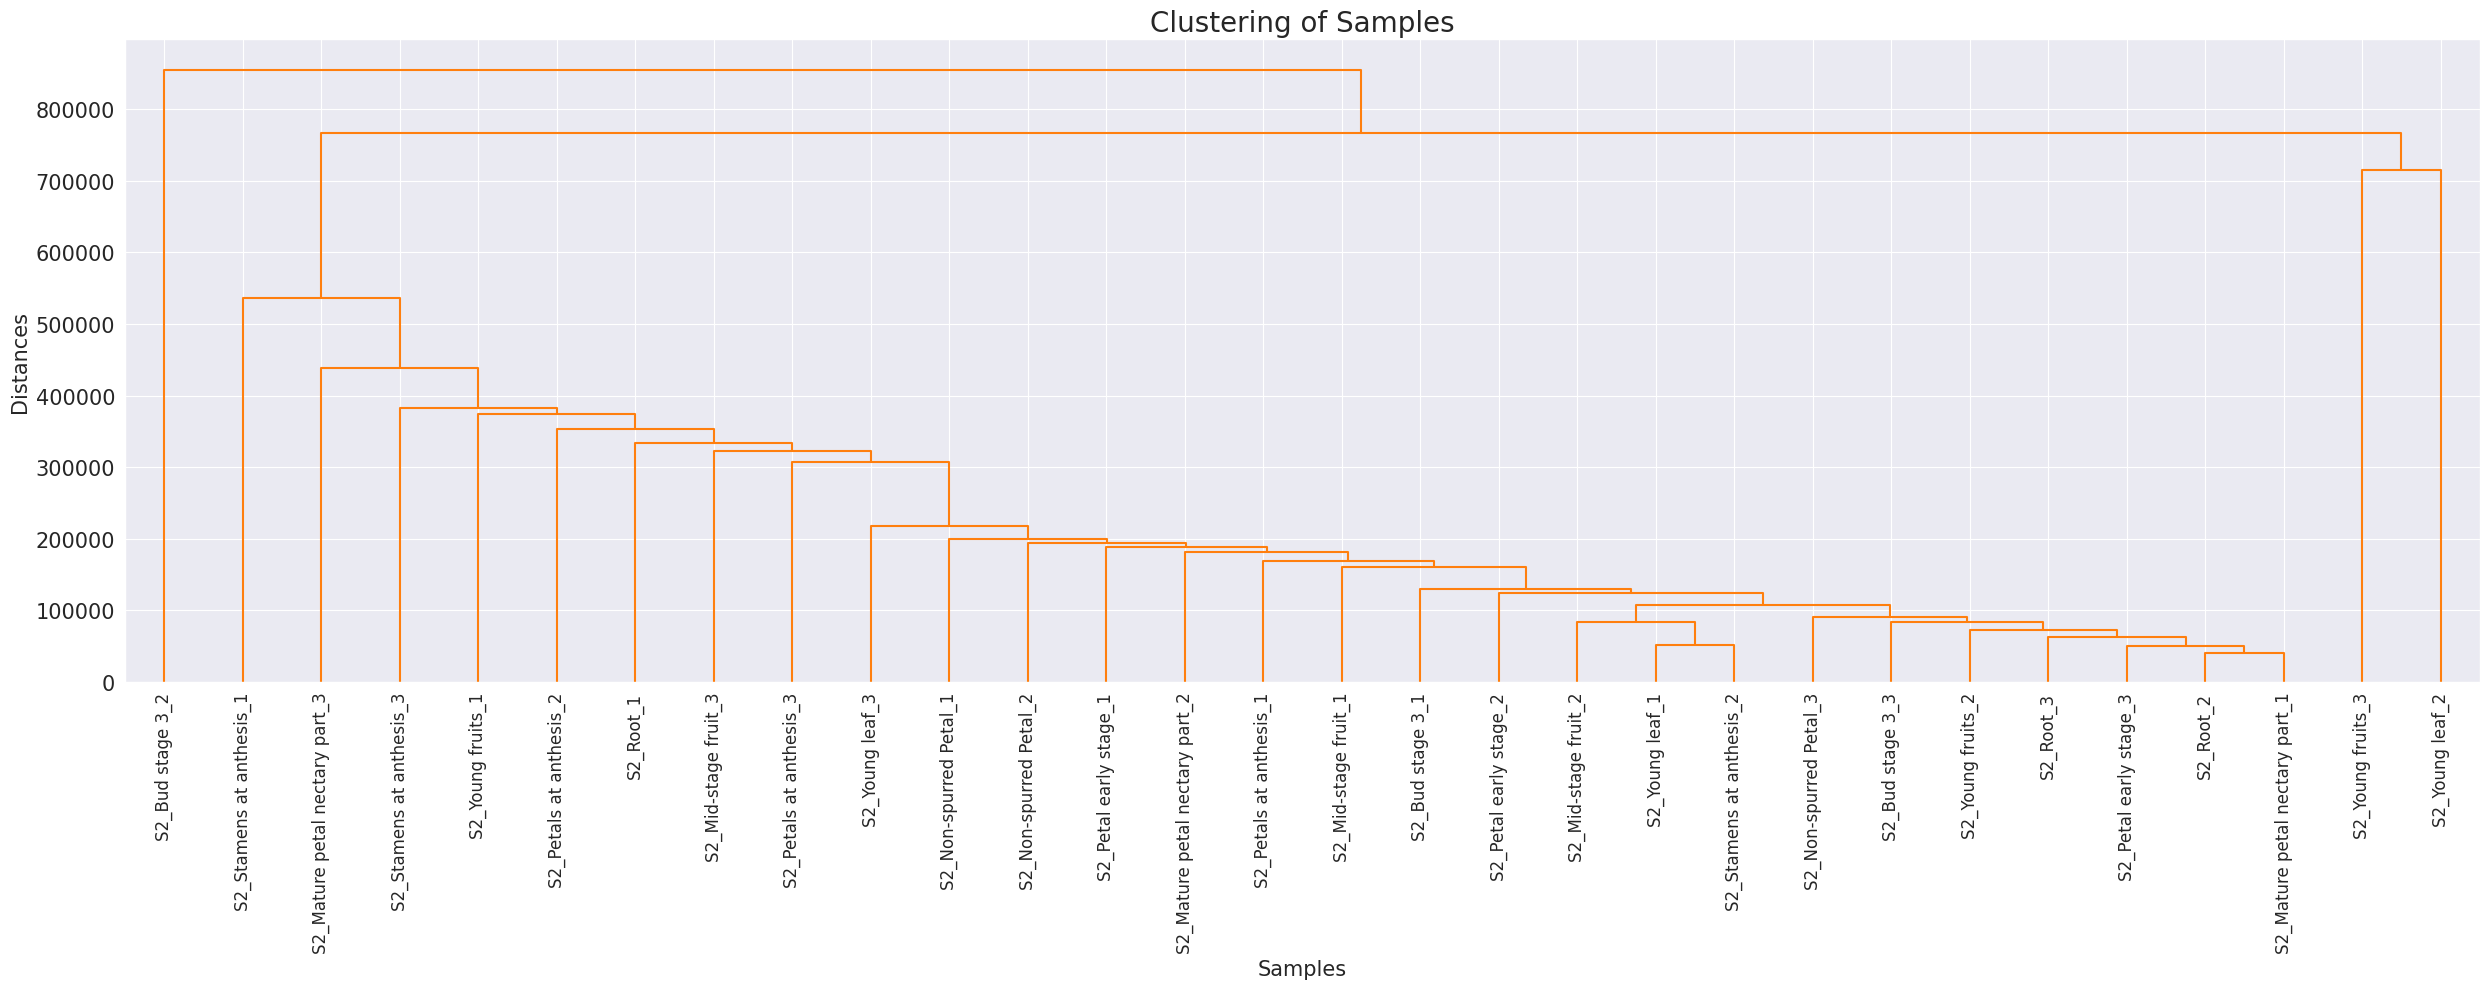 Clustering of Samples
Distances
800000
700000
600000
500000
400000
300000
200000
100000
0
S2_Bud stage 3_2
S2_Stamens at anthesis_1
S2_Mature petal nectary part_3
S2_Stamens at anthesis_3
S2_Young fruits_1
S2_Petals at anthesis_2
S2_Root_1
S2_Mid-stage fruit_3
S2_Petals at anthesis_3
S2_Young leaf_3
S2_Non-spurred Petal_1
S2_Non-spurred Petal_2
S2_Petal early stage_1
S2_Mature petal nectary part_2
S2_Petals at anthesis_1
S2_Mid-stage fruit_1
S2_Bud stage 3_1
S2_Petal early stage_2
S2_Mid-stage fruit_2
S2_Young leaf_1
S2_Stamens at anthesis_2
S2_Non-spurred Petal_3
S2_Bud stage 3_3
S2_Young fruits_2
S2_Root_3
S2_Petal early stage_3
S2_Root_2
S2_Mature petal nectary part_1
S2_Young fruits_3
S2_Young leaf_2
Samples